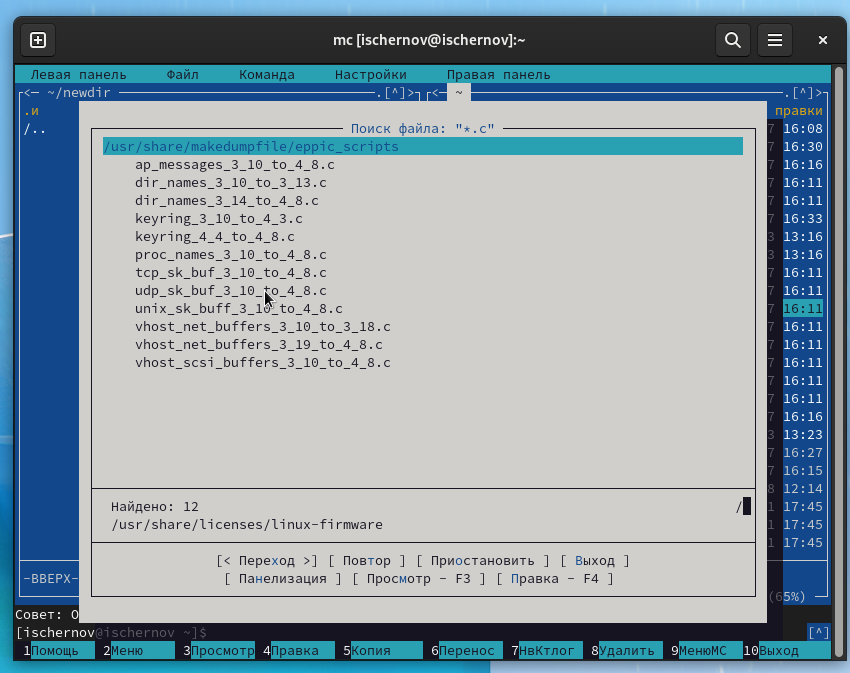 mc [ischernov@ischernov]:~
Левая панель Файл Команда Настройки Правая панель
<— ~/newdir .[^]> <— ~ .[^]>
.и правки
/.. 7 16:08
Поиск файла: "*.c"
/usr/share/makedumpfile/eppic_scripts 7 16:30
ap_messages_3_10_to_4_8.c 7 16:16
dir_names_3_10_to_3_13.c 7 16:11
dir_names_3_14_to_4_8.c 7 16:11
keyring_3_10_to_4_3.c 7 16:33
keyring_4_4_to_4_8.c 3 13:16
proc_names_3_10_to_4_8.c 3 13:16
tcp_sk_buf_3_10_to_4_8.c 7 16:11
udp_sk_buf_3_10_to_4_8.c 7 16:11
unix_sk_buff_3_10_to_4_8.c 7 16:11
vhost_net_buffers_3_10_to_3_18.c 7 16:11
vhost_net_buffers_3_19_to_4_8.c 7 16:11
vhost_scsi_buffers_3_10_to_4_8.c 7 16:11
7 16:11
7 16:11
7 16:16
3 13:23
7 16:27
7 16:15
8 12:14
Найдено: 12 / 1 17:45
/usr/share/licenses/linux-firmware 1 17:45
1 17:45
[< Переход >] [ Повтор ] [ Приостановить ] [ Выход ]
-ВВЕРХ- [ Панелизация ] [ Просмотр - F3 ] [ Правка - F4 ]
(65%)
Совет: О
[ischernov@ischernov ~]$ [^]
1Помощь 2Меню 3Просмотр 4Правка 5Копия 6Перенос 7НвКтлог 8Удалить 9МенюМС 10Выход